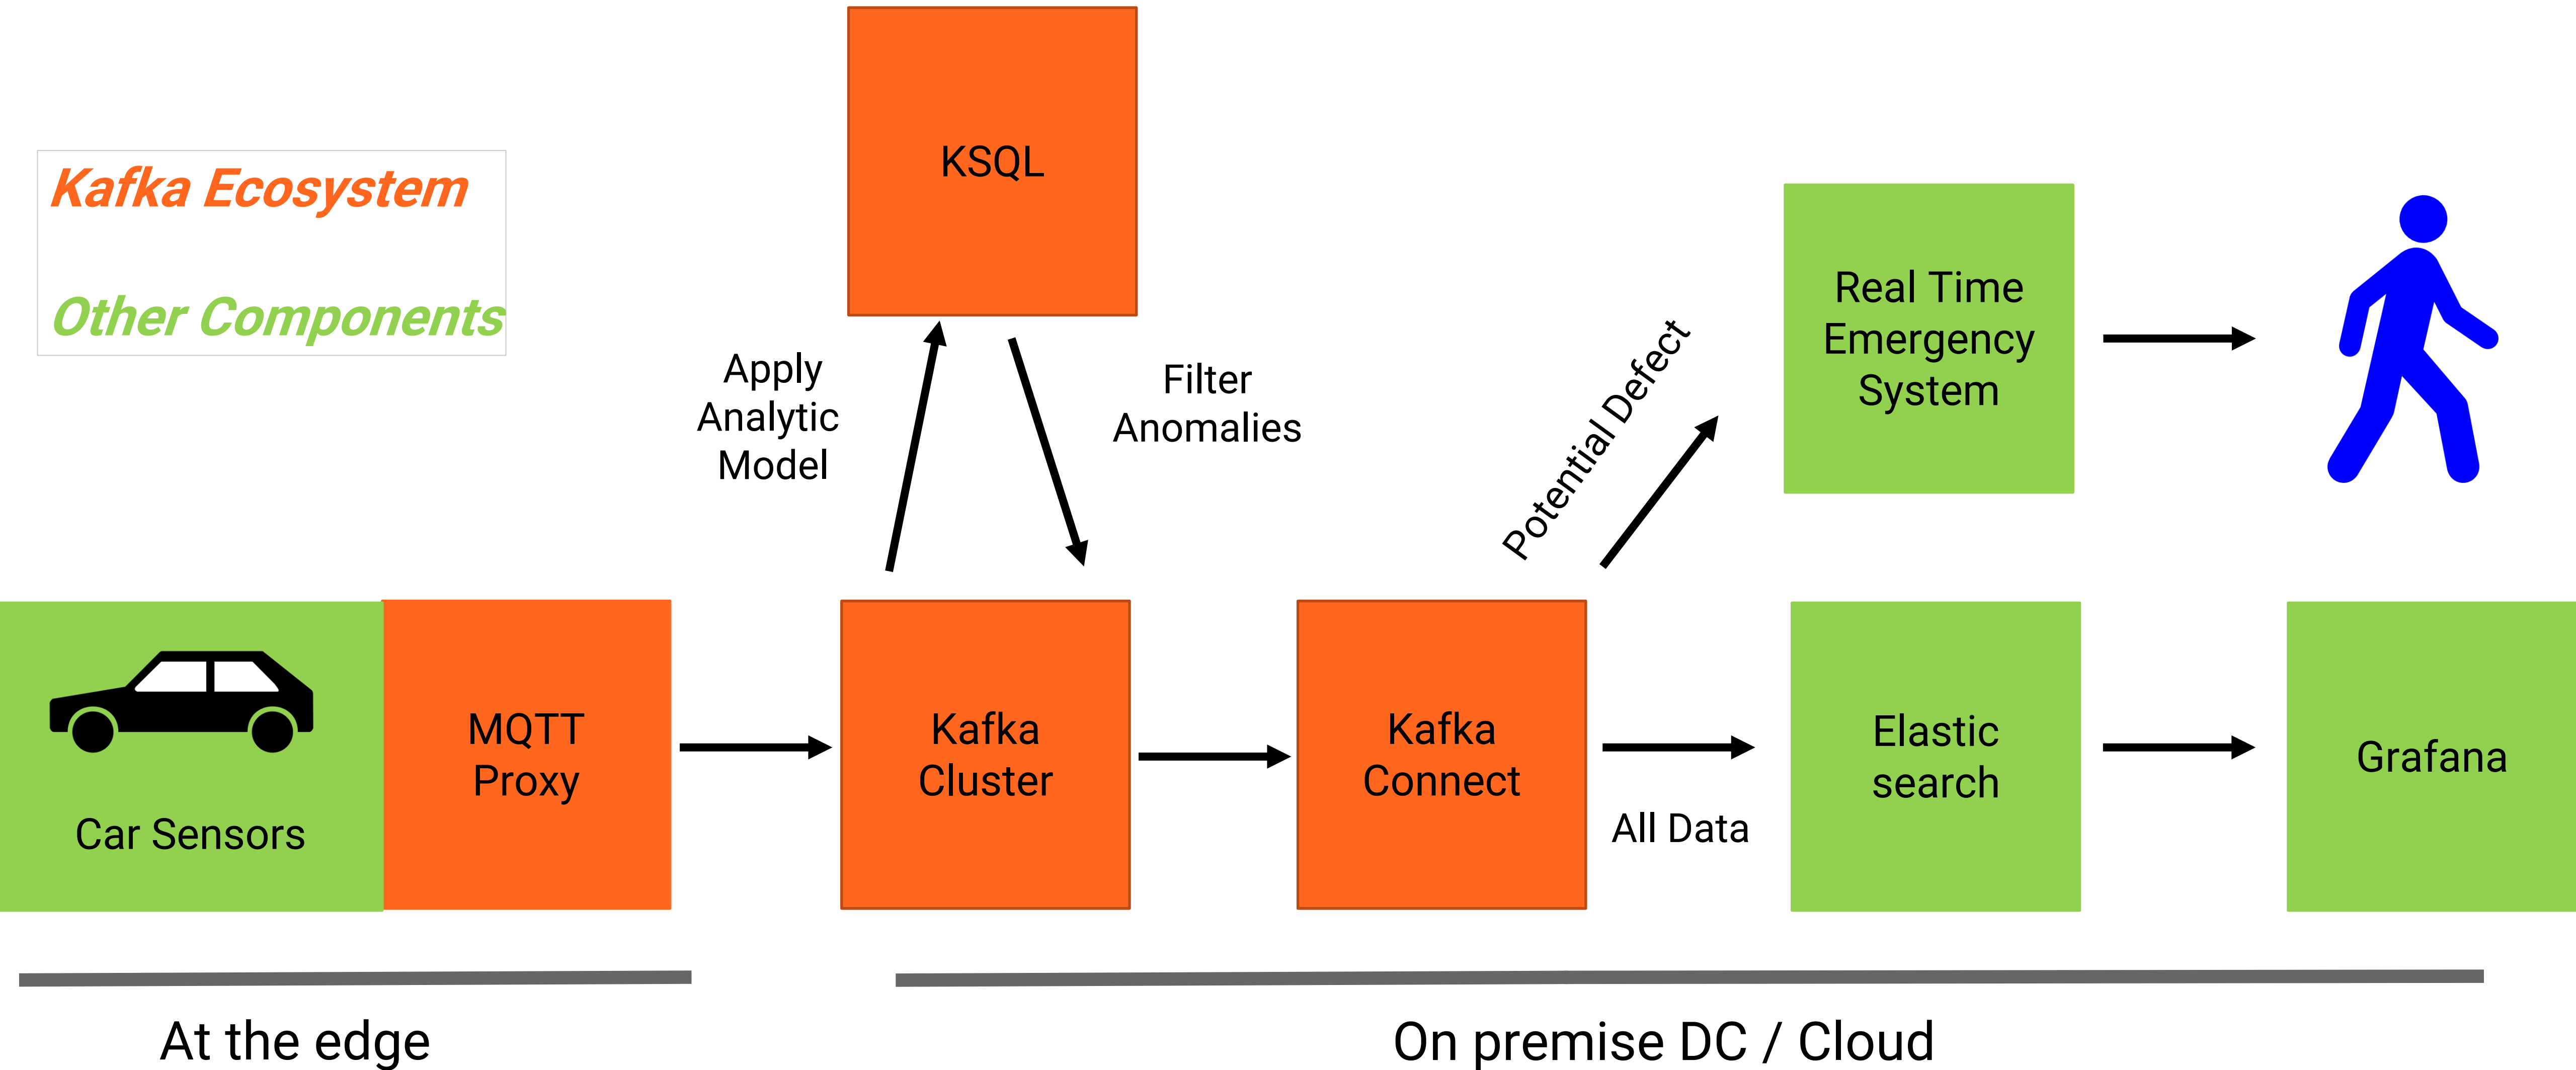 Kafka Ecosystem
Other Components
KSQL
Apply
Analytic
Model
Filter
Anomalies
Potential Defect
Real Time
Emergency
System
Car Sensors
MQTT
Proxy
Kafka
Cluster
Kafka
Connect
All Data
Elastic
search
Grafana
At the edge
On premise DC / Cloud